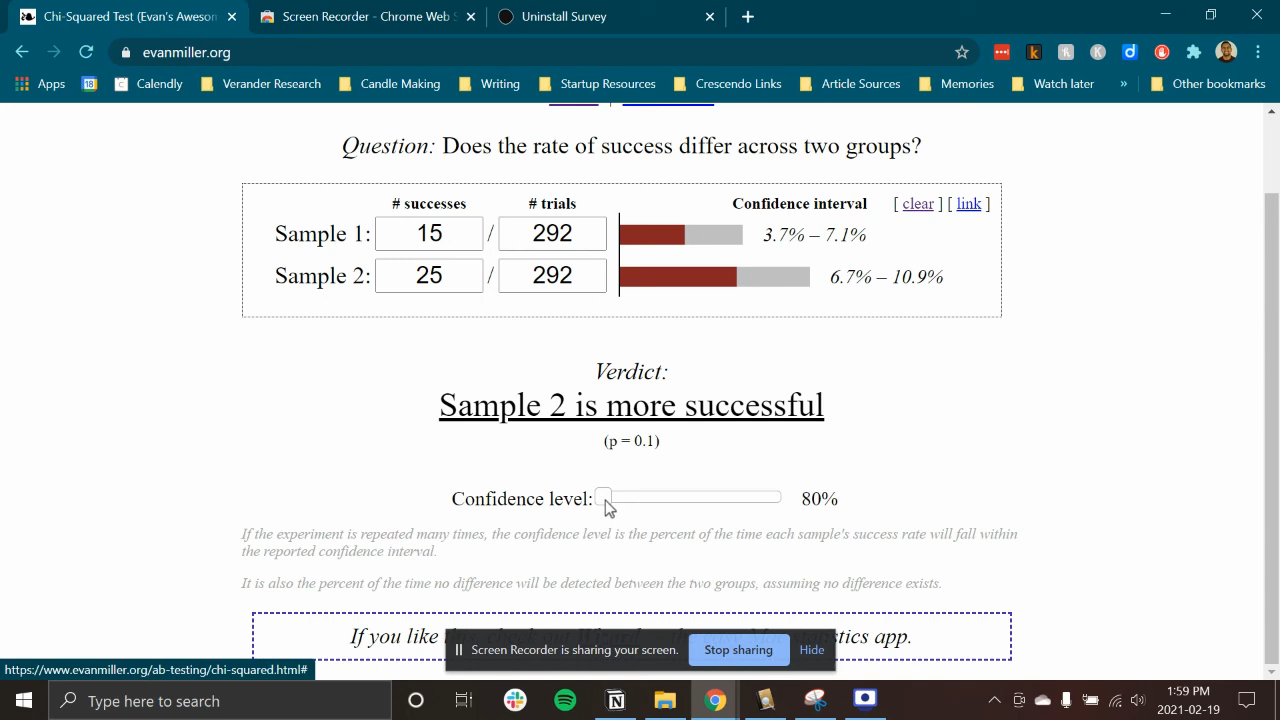 Chi-Squared Test (Evan's Awesom
Screen Recorder - Chrome Web S
Uninstall Survey
evanmiller.org
Apps
18
Calendly
Verander Research
Candle Making
Writing
Startup Resources
Crescendo Links
Article Sources
Memories
Watch later
»
Other bookmarks
Question: Does the rate of success differ across two groups?
# successes # trials Confidence interval [ clear ] [ link ]
Sample 1: 15 / 292 3.7% – 7.1%
Sample 2: 25 / 292 6.7% – 10.9%
Verdict:
Sample 2 is more successful
(p = 0.1)
Confidence level: 80%
If the experiment is repeated many times, the confidence level is the percent of the time each sample's success rate will fall within
the reported confidence interval.
It is also the percent of the time no difference will be detected between the two groups, assuming no difference exists.
If you like this, check out Wizard statistics app.
Screen Recorder is sharing your screen.
Stop sharing
Hide
https://www.evanmiller.org/ab-testing/chi-squared.html#
Type here to search
1:59 PM
2021-02-19